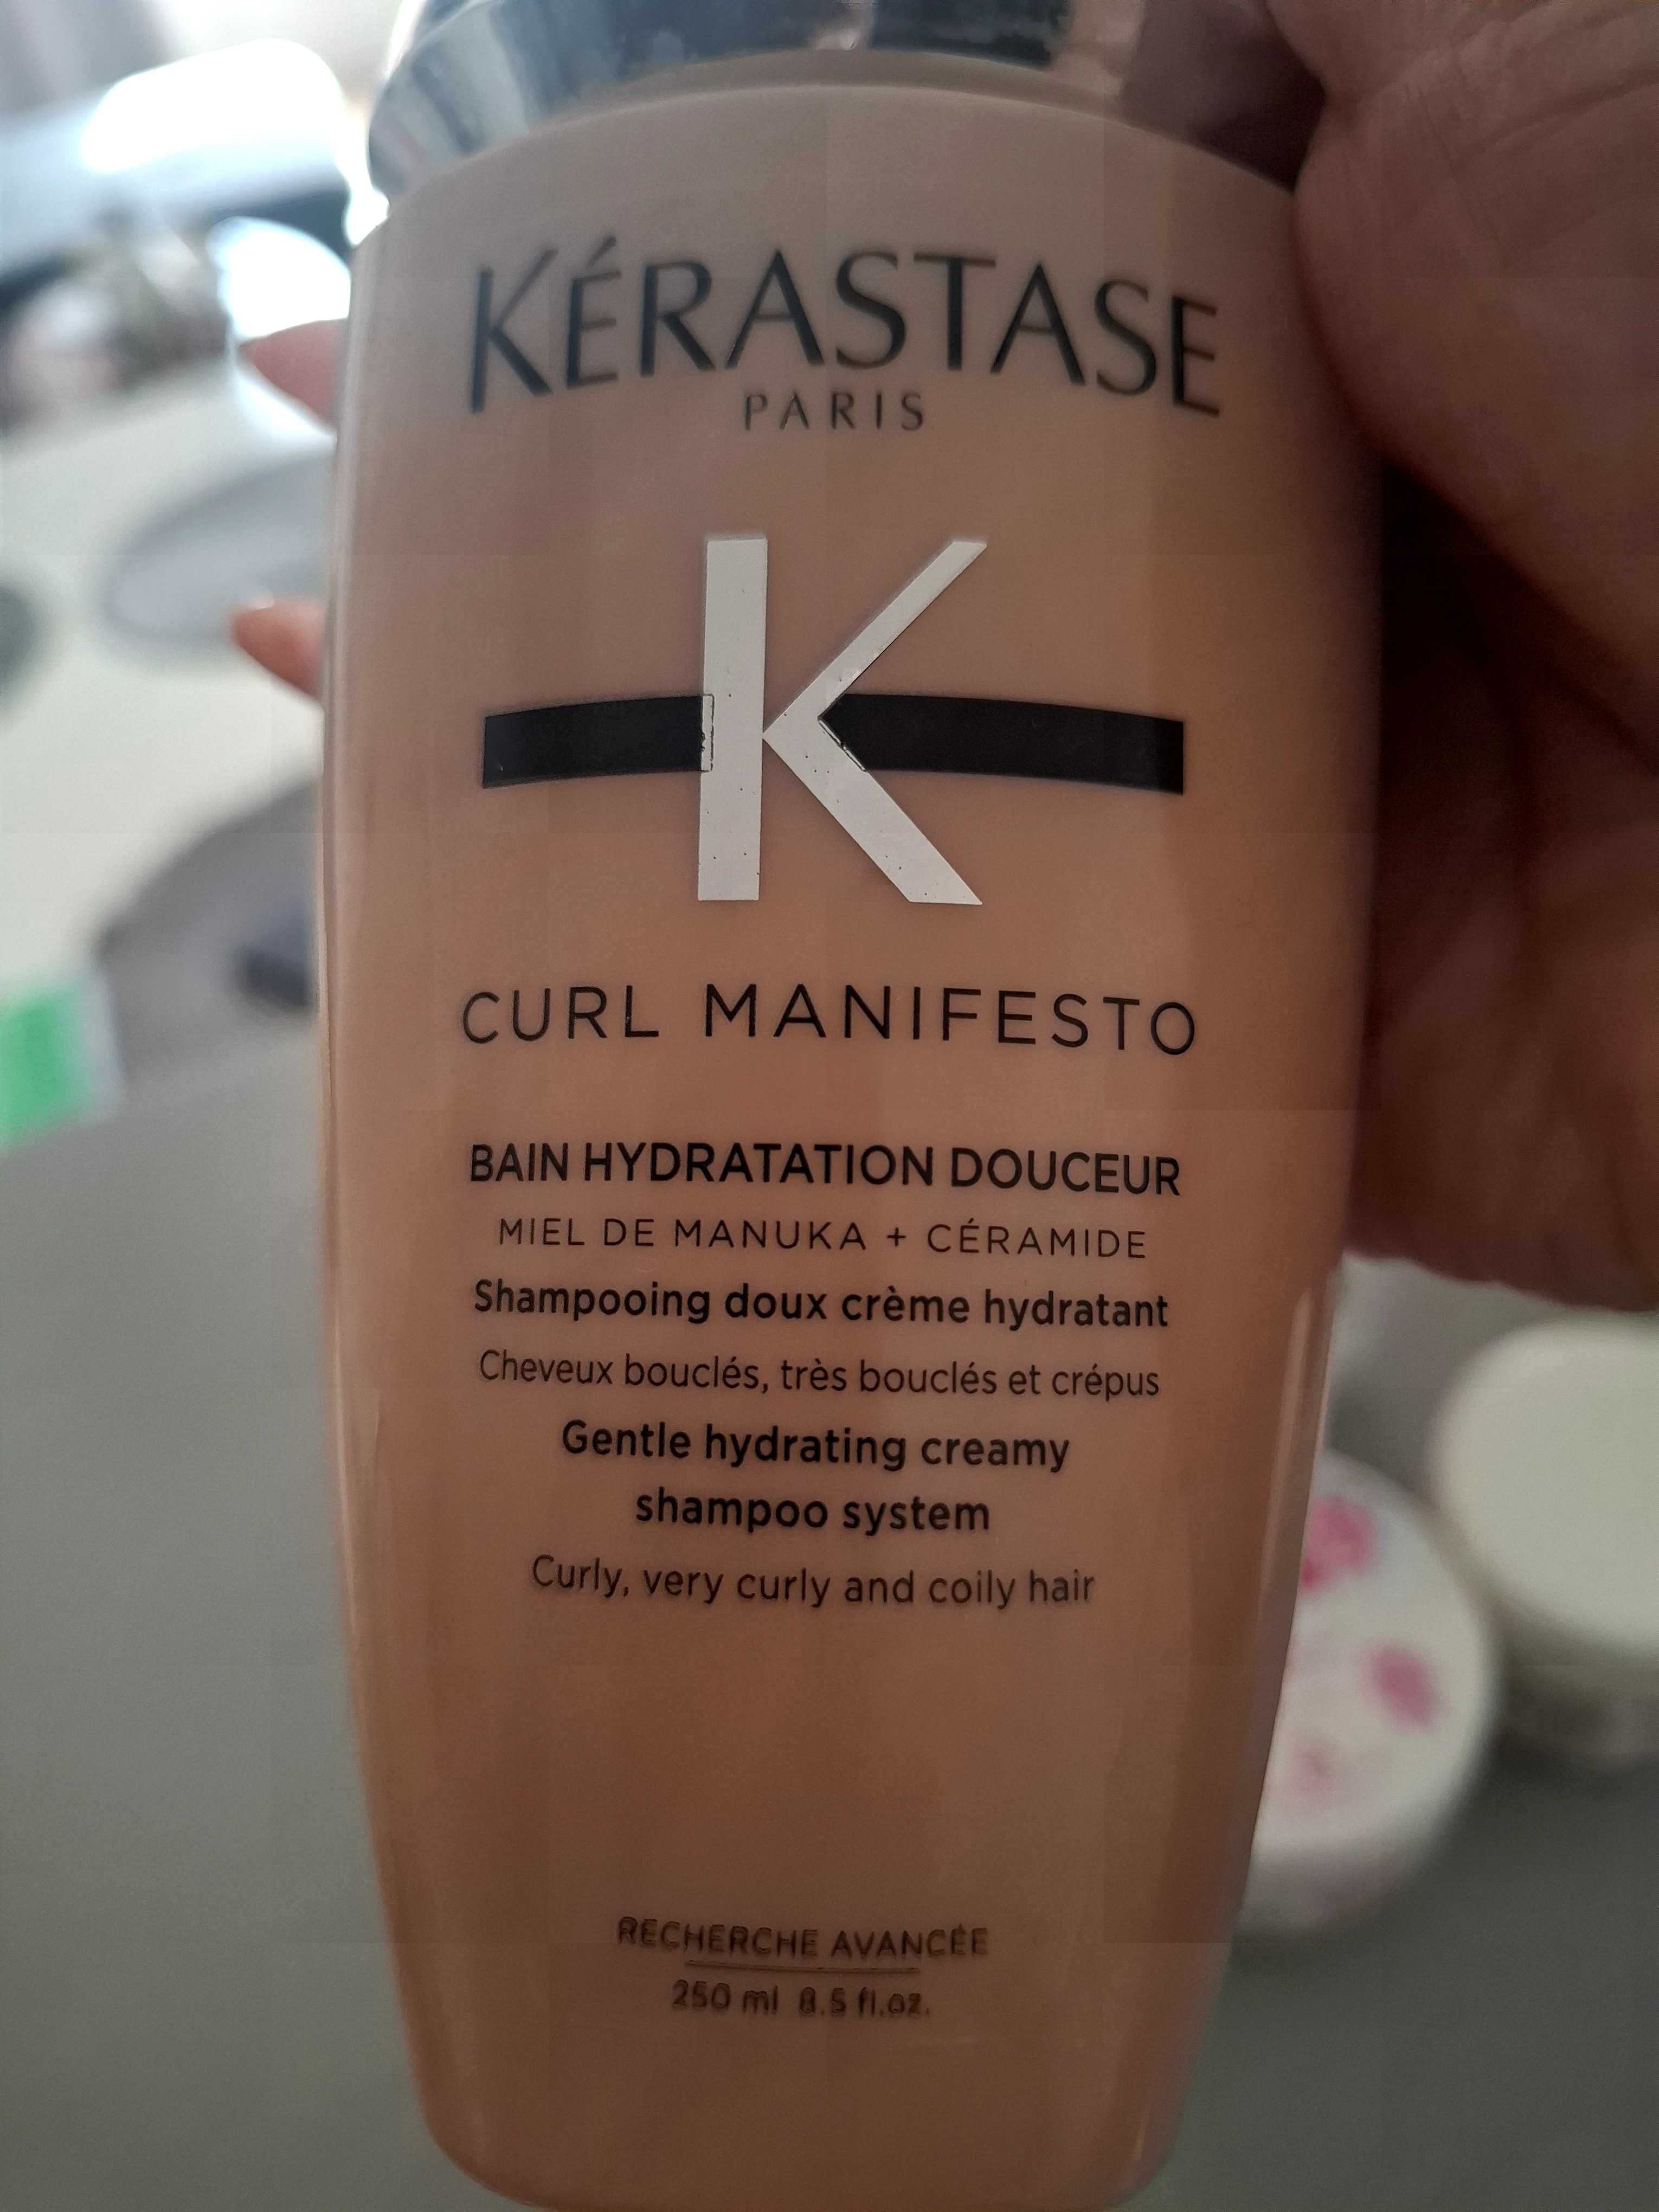 KÉRASTASE
PARIS
K
CURL MANIFESTO
BAIN HYDRATATION DOUCEUR
MIEL DE MANUKA + CÉRAMIDE
Shampooing doux crème hydratant
Cheveux bouclés, très bouclés et crépus
Gentle hydrating creamy
shampoo system
Curly, very curly and coily hair
RECHERCHE AVANCÉE
250 ml 8.5 fl.oz.